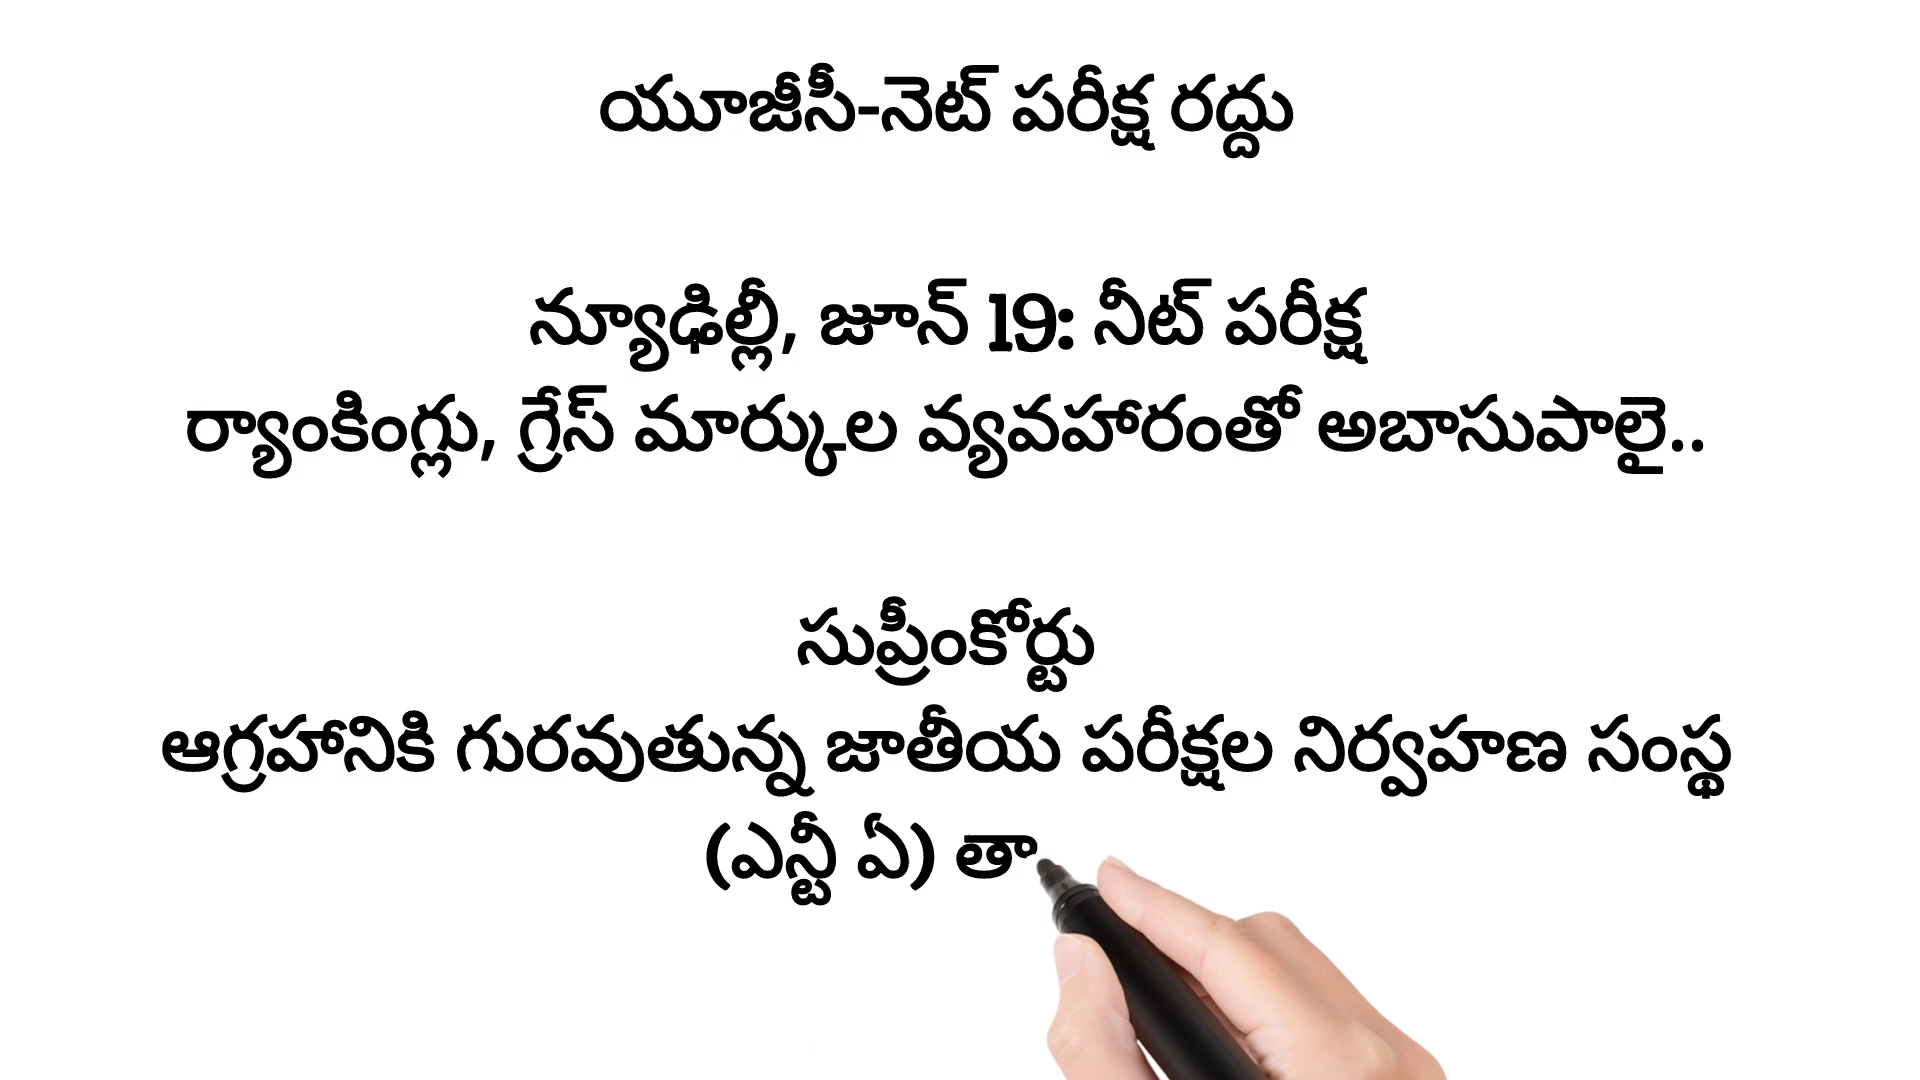 యూజీసీ-నెట్ పరీక్ష రద్దు
న్యూఢిల్లీ, జూన్ 19: నీట్ పరీక్ష
ర్యాంకింగ్లు, గ్రేస్ మార్కుల వ్యవహారంతో అబాసుపాలై..
సుప్రీంకోర్టు
ఆగ్రహానికి గురవుతున్న జాతీయ పరీక్షల నిర్వహణ సంస్థ
(ఎన్టీ ఏ) తా